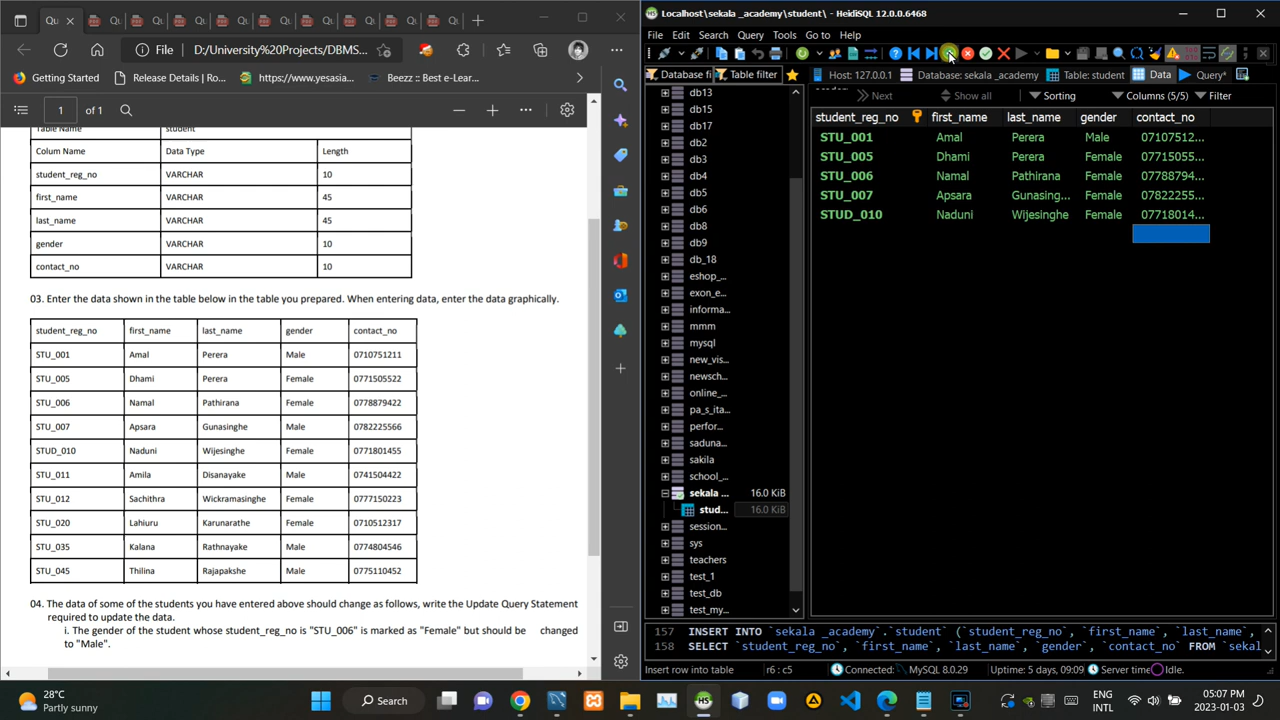 Qu
Localhost\sekala _academy\student\ - HeidiSQL 12.0.0.6468
File D:/University%20Projects/DBMS...
File Edit Search Query Tools Go to Help
Getting Started
Release Details | R...
https://www.yesasia...
Beezz :: Best e-Lear...
Database fi
Table filter
Host: 127.0.0.1
Database: sekala _academy
Table: student
Data
Query*
1 of 1
Next
Show all
Sorting
Columns (5/5)
Filter
Table Name student
Colum Name Data Type Length
student_reg_no VARCHAR 10
first_name VARCHAR 45
last_name VARCHAR 45
gender VARCHAR 10
contact_no VARCHAR 10
03. Enter the data shown in the table below in the table you prepared. When entering data, enter the data graphically.
student_reg_no first_name last_name gender contact_no
STU_001 Amal Perera Male 0710751211
STU_005 Dhami Perera Female 0771505522
STU_006 Namal Pathirana Female 0778879422
STU_007 Apsara Gunasinghe Male 0782225566
STUD_010 Naduni Wijesinghe Female 0771801455
STU_011 Amila Disanayake Male 0741504422
STU_012 Sachithra Wickramasinghe Female 0777150223
STU_020 Lahiuru Karunarathe Female 0710512317
STU_035 Kalana Rathnayake Male 0774804546
STU_045 Thilina Rajapakshe Male 0775110452
04. The data of some of the students you have entered above should change as follows, write the Update Query Statement
required to update the data.
i. The gender of the student whose student_reg_no is "STU_006" is marked as "Female" but should be changed
to "Male".
db13
db15
db17
db2
db3
db4
db5
db6
db8
db9
db_18
eshop_...
exon_e...
informa...
mmm
mysql
new_vis...
newsch...
online_...
pa_s_ita...
perfor...
saduna...
sakila
school_...
sekala ... 16.0 KiB
stud... 16.0 KiB
session...
sys
teachers
test_1
test_db
test_my...
student_reg_no first_name last_name gender contact_no
STU_001 Amal Perera Male 07107512...
STU_005 Dhami Perera Female 07715055...
STU_006 Namal Pathirana Female 07788794...
STU_007 Apsara Gunasing... Female 07822255...
STUD_010 Naduni Wijesinghe Female 07718014...
157 INSERT INTO `sekala _academy`.`student` (`student_reg_no`, `first_name`, `last_name`,
158 SELECT `student_reg_no`, `first_name`, `last_name`, `gender`, `contact_no` FROM `sekal
Insert row into table r6 : c5 Connected: MySQL 8.0.29 Uptime: 5 days, 09:09 Server time Idle.
28°C
Partly sunny
Search
ENG
INTL
05:07 PM
2023-01-03